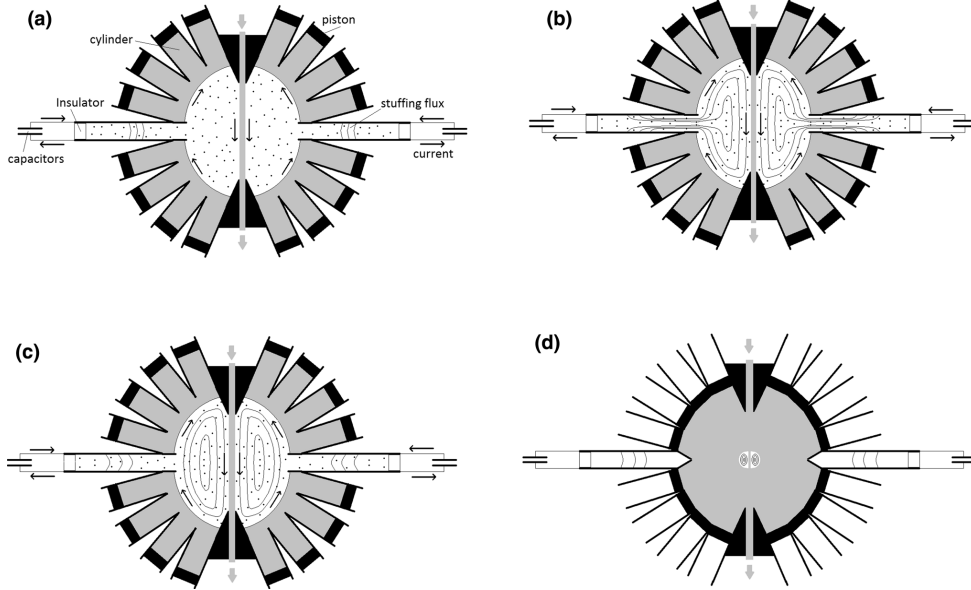 (a)
piston
cylinder
Insulator
stuffing flux
capacitors
current
(b)
(c)
(d)